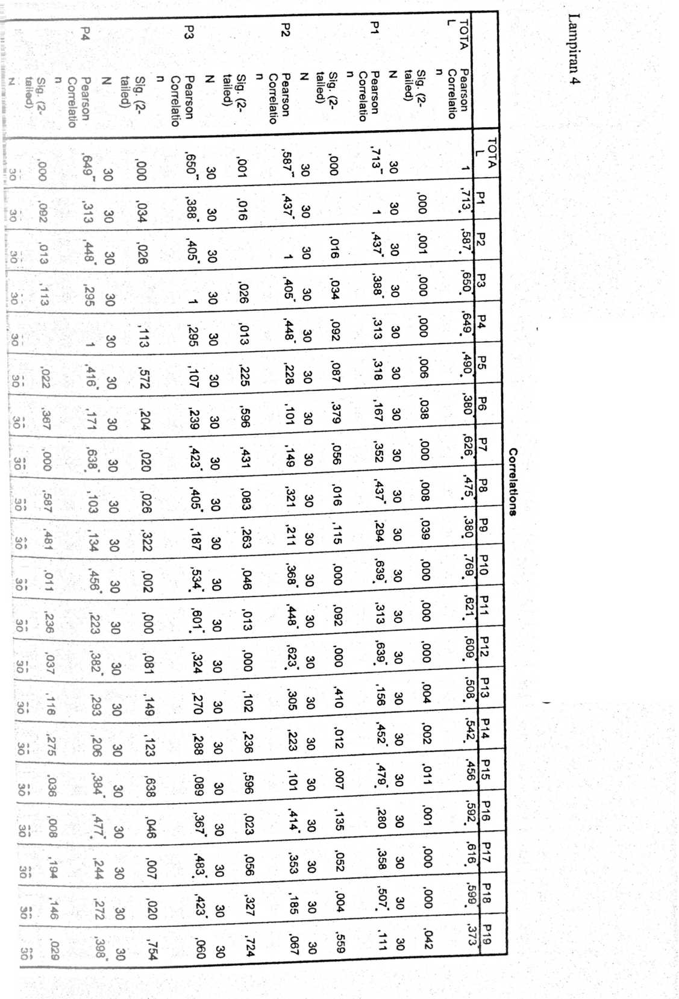 Lampiran 4
Correlations
TOTA
L P1 P2 P3 P4 P5 P6 P7 P8 P9 P10 P11 P12 P13 P14 P15 P16 P17 P18 P19
TOTA Pearson 1 ,713* ,587* ,650* ,649* ,490* ,380* ,626* ,475* ,380* ,769* ,621* ,609* ,508* ,542* ,456* ,592* ,616* ,599* ,373*
L Correlatio
n
Sig. (2- ,000 ,001 ,000 ,000 ,006 ,038 ,000 ,008 ,039 ,000 ,000 ,000 ,004 ,002 ,011 ,001 ,000 ,000 ,042
tailed)
N 30 30 30 30 30 30 30 30 30 30 30 30 30 30 30 30 30 30 30 30
P1 Pearson ,713** 1 ,437* ,388* ,313 ,318 ,167 ,352 ,437* ,294 ,639* ,313 ,639* ,156 ,452* ,479* ,280 ,358 ,507* ,111
Correlatio
n
Sig. (2- ,000 ,016 ,034 ,092 ,087 ,379 ,056 ,016 ,115 ,000 ,092 ,000 ,410 ,012 ,007 ,135 ,052 ,004 ,559
tailed)
N 30 30 30 30 30 30 30 30 30 30 30 30 30 30 30 30 30 30 30 30
P2 Pearson ,587** ,437* 1 ,405* ,448* ,228 ,101 ,149 ,321 ,211 ,368* ,448* ,623* ,305 ,223 ,101 ,414* ,353 ,185 ,067
Correlatio
n
Sig. (2- ,001 ,016 ,026 ,013 ,225 ,596 ,431 ,083 ,263 ,046 ,013 ,000 ,102 ,236 ,596 ,023 ,056 ,327 ,724
tailed)
N 30 30 30 30 30 30 30 30 30 30 30 30 30 30 30 30 30 30 30 30
P3 Pearson ,650** ,388* ,405* 1 ,295 ,107 ,239 ,423* ,405* ,187 ,534* ,601* ,324 ,270 ,288 ,089 ,367* ,483* ,423* ,060
Correlatio
n
Sig. (2- ,000 ,034 ,026 ,113 ,572 ,204 ,020 ,026 ,322 ,002 ,000 ,081 ,149 ,123 ,638 ,046 ,007 ,020 ,754
tailed)
N 30 30 30 30 30 30 30 30 30 30 30 30 30 30 30 30 30 30 30 30
P4 Pearson ,649** ,313 ,448* ,295 1 ,416* ,171 ,638* ,103 ,134 ,456* ,223 ,382* ,293 ,206 ,384* ,477* ,244 ,272 ,398*
Correlatio
n
Sig. (2- ,000 ,092 ,013 ,113 ,022 ,367 ,000 ,587 ,481 ,011 ,236 ,037 ,116 ,275 ,036 ,008 ,194 ,146 ,029
tailed)
N 30 30 30 30 30 30 30 30 30 30 30 30 30 30 30 30 30 30 30 30